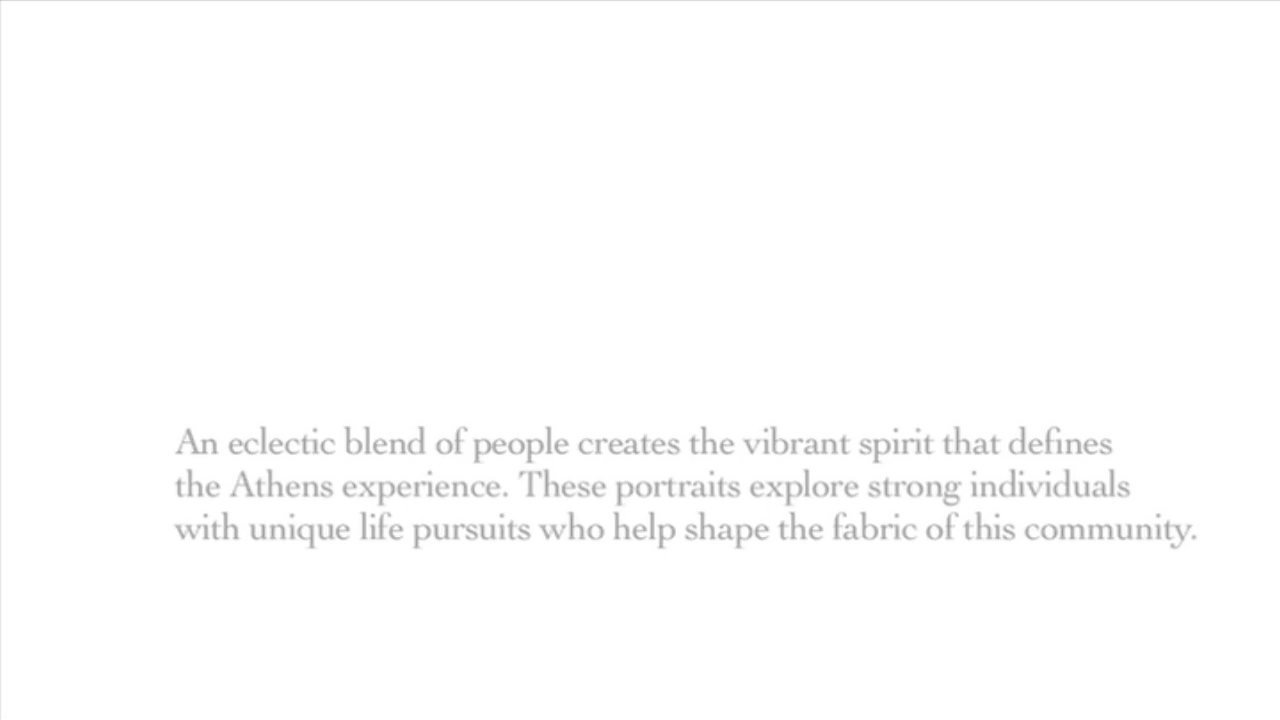 An eclectic blend of people creates the vibrant spirit that defines
the Athens experience. These portraits explore strong individuals
with unique life pursuits who help shape the fabric of this community.